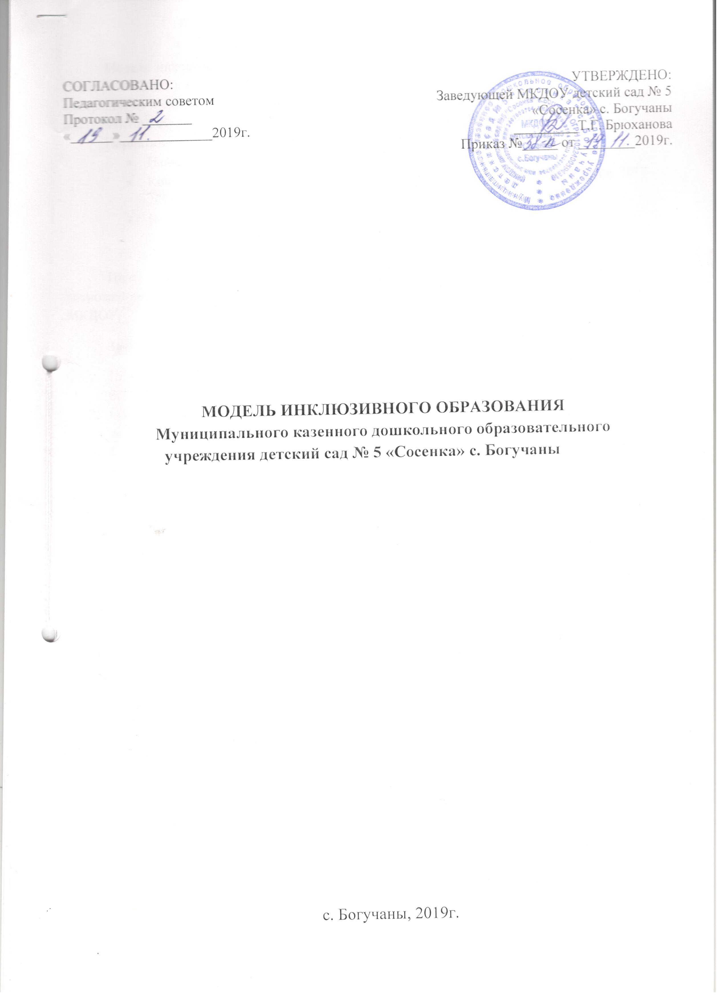 СОГЛАСОВАНО:
Педагогическим советом
Протокол № 2
« 19 » 11. 2019г.
УТВЕРЖДЕНО:
Заведующей МКДОУ детский сад № 5
«Сосенка» с. Богучаны
Т.Г. Брюханова
Приказ № 38-п от 19 11. 2019г.
с.Богучаны
МОДЕЛЬ ИНКЛЮЗИВНОГО ОБРАЗОВАНИЯ
Муниципального казенного дошкольного образовательного
учреждения детский сад № 5 «Сосенка» с. Богучаны
с. Богучаны, 2019г.